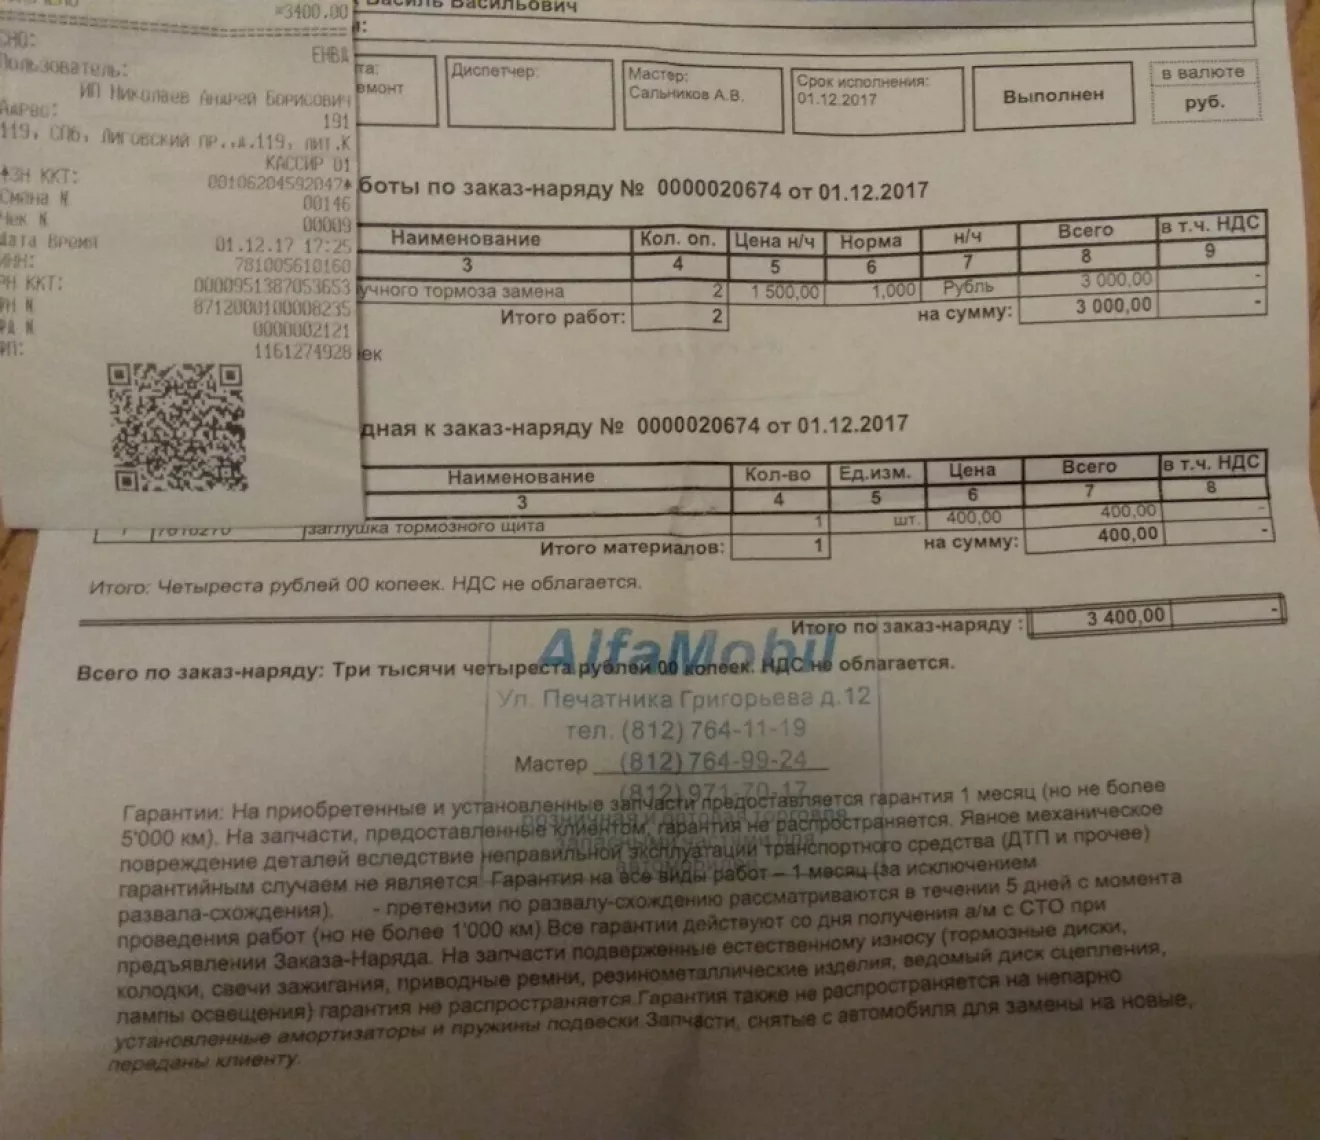 ≡3400.00
СНО:
ЕНВД
Пользователь:
ИП Николаев Андрей Борисович
Адрес:
191
119, СПб, Лиговский пр.,д.119, лит.К
КАССИР 01
ЗН ККТ:
00106204592047
Смена N
00146
Чек N
00009
Дата Время
01.12.17 17:25
ИНН:
781005610160
РН ККТ:
0000951387053653
ФН N
8712000100008235
ФД N
0000002121
ФП:
1161274928
Василь Васильович
Диспетчер:
Мастер:
Сальников А.В.
Срок исполнения:
01.12.2017
Выполнен
в валюте
руб.
боты по заказ-наряду № 0000020674 от 01.12.2017
Наименование Кол. оп. Цена н/ч Норма н/ч Всего в т.ч. НДС
3 4 5 6 7 8 9
учного тормоза замена 2 1 500,00 1,000 Рубль 3 000,00 -
Итого работ: 2 на сумму: 3 000,00 -
ек
дная к заказ-наряду № 0000020674 от 01.12.2017
Наименование Кол-во Ед.изм. Цена Всего в т.ч. НДС
3 4 5 6 7 8
1 7616270 заглушка тормозного щита 1 шт. 400,00 400,00 -
Итого материалов: 1 на сумму: 400,00 -
Итого: Четыреста рублей 00 копеек. НДС не облагается.
Итого по заказ-наряду : 3 400,00 -
AlfaMobil
Всего по заказ-наряду: Три тысячи четыреста рублей 00 копеек. НДС не облагается.
Ул. Печатника Григорьева д.12
тел. (812) 764-11-19
Мастер (812) 764-99-24
(812) 971-70-17
розничная и оптовая торговля
запасными частями для
автомобилей
Гарантии: На приобретенные и установленные запчасти предоставляется гарантия 1 месяц (но не более
5'000 км). На запчасти, предоставленные клиентом, гарантия не распространяется. Явное механическое
повреждение деталей вследствие неправильной эксплуатации транспортного средства (ДТП и прочее)
гарантийным случаем не является. Гарантия на все виды работ – 1 месяц (за исключением
развала-схождения). - претензии по развалу-схождению рассматриваются в течении 5 дней с момента
проведения работ (но не более 1'000 км) Все гарантии действуют со дня получения а/м с СТО при
предъявлении Заказа-Наряда. На запчасти подверженные естественному износу (тормозные диски,
колодки, свечи зажигания, приводные ремни, резинометаллические изделия, ведомый диск сцепления,
лампы освещения) гарантия не распространяется.Гарантия также не распространяется на непарно
установленные амортизаторы и пружины подвески.Запчасти, снятые с автомобиля для замены на новые,
переданы клиенту.